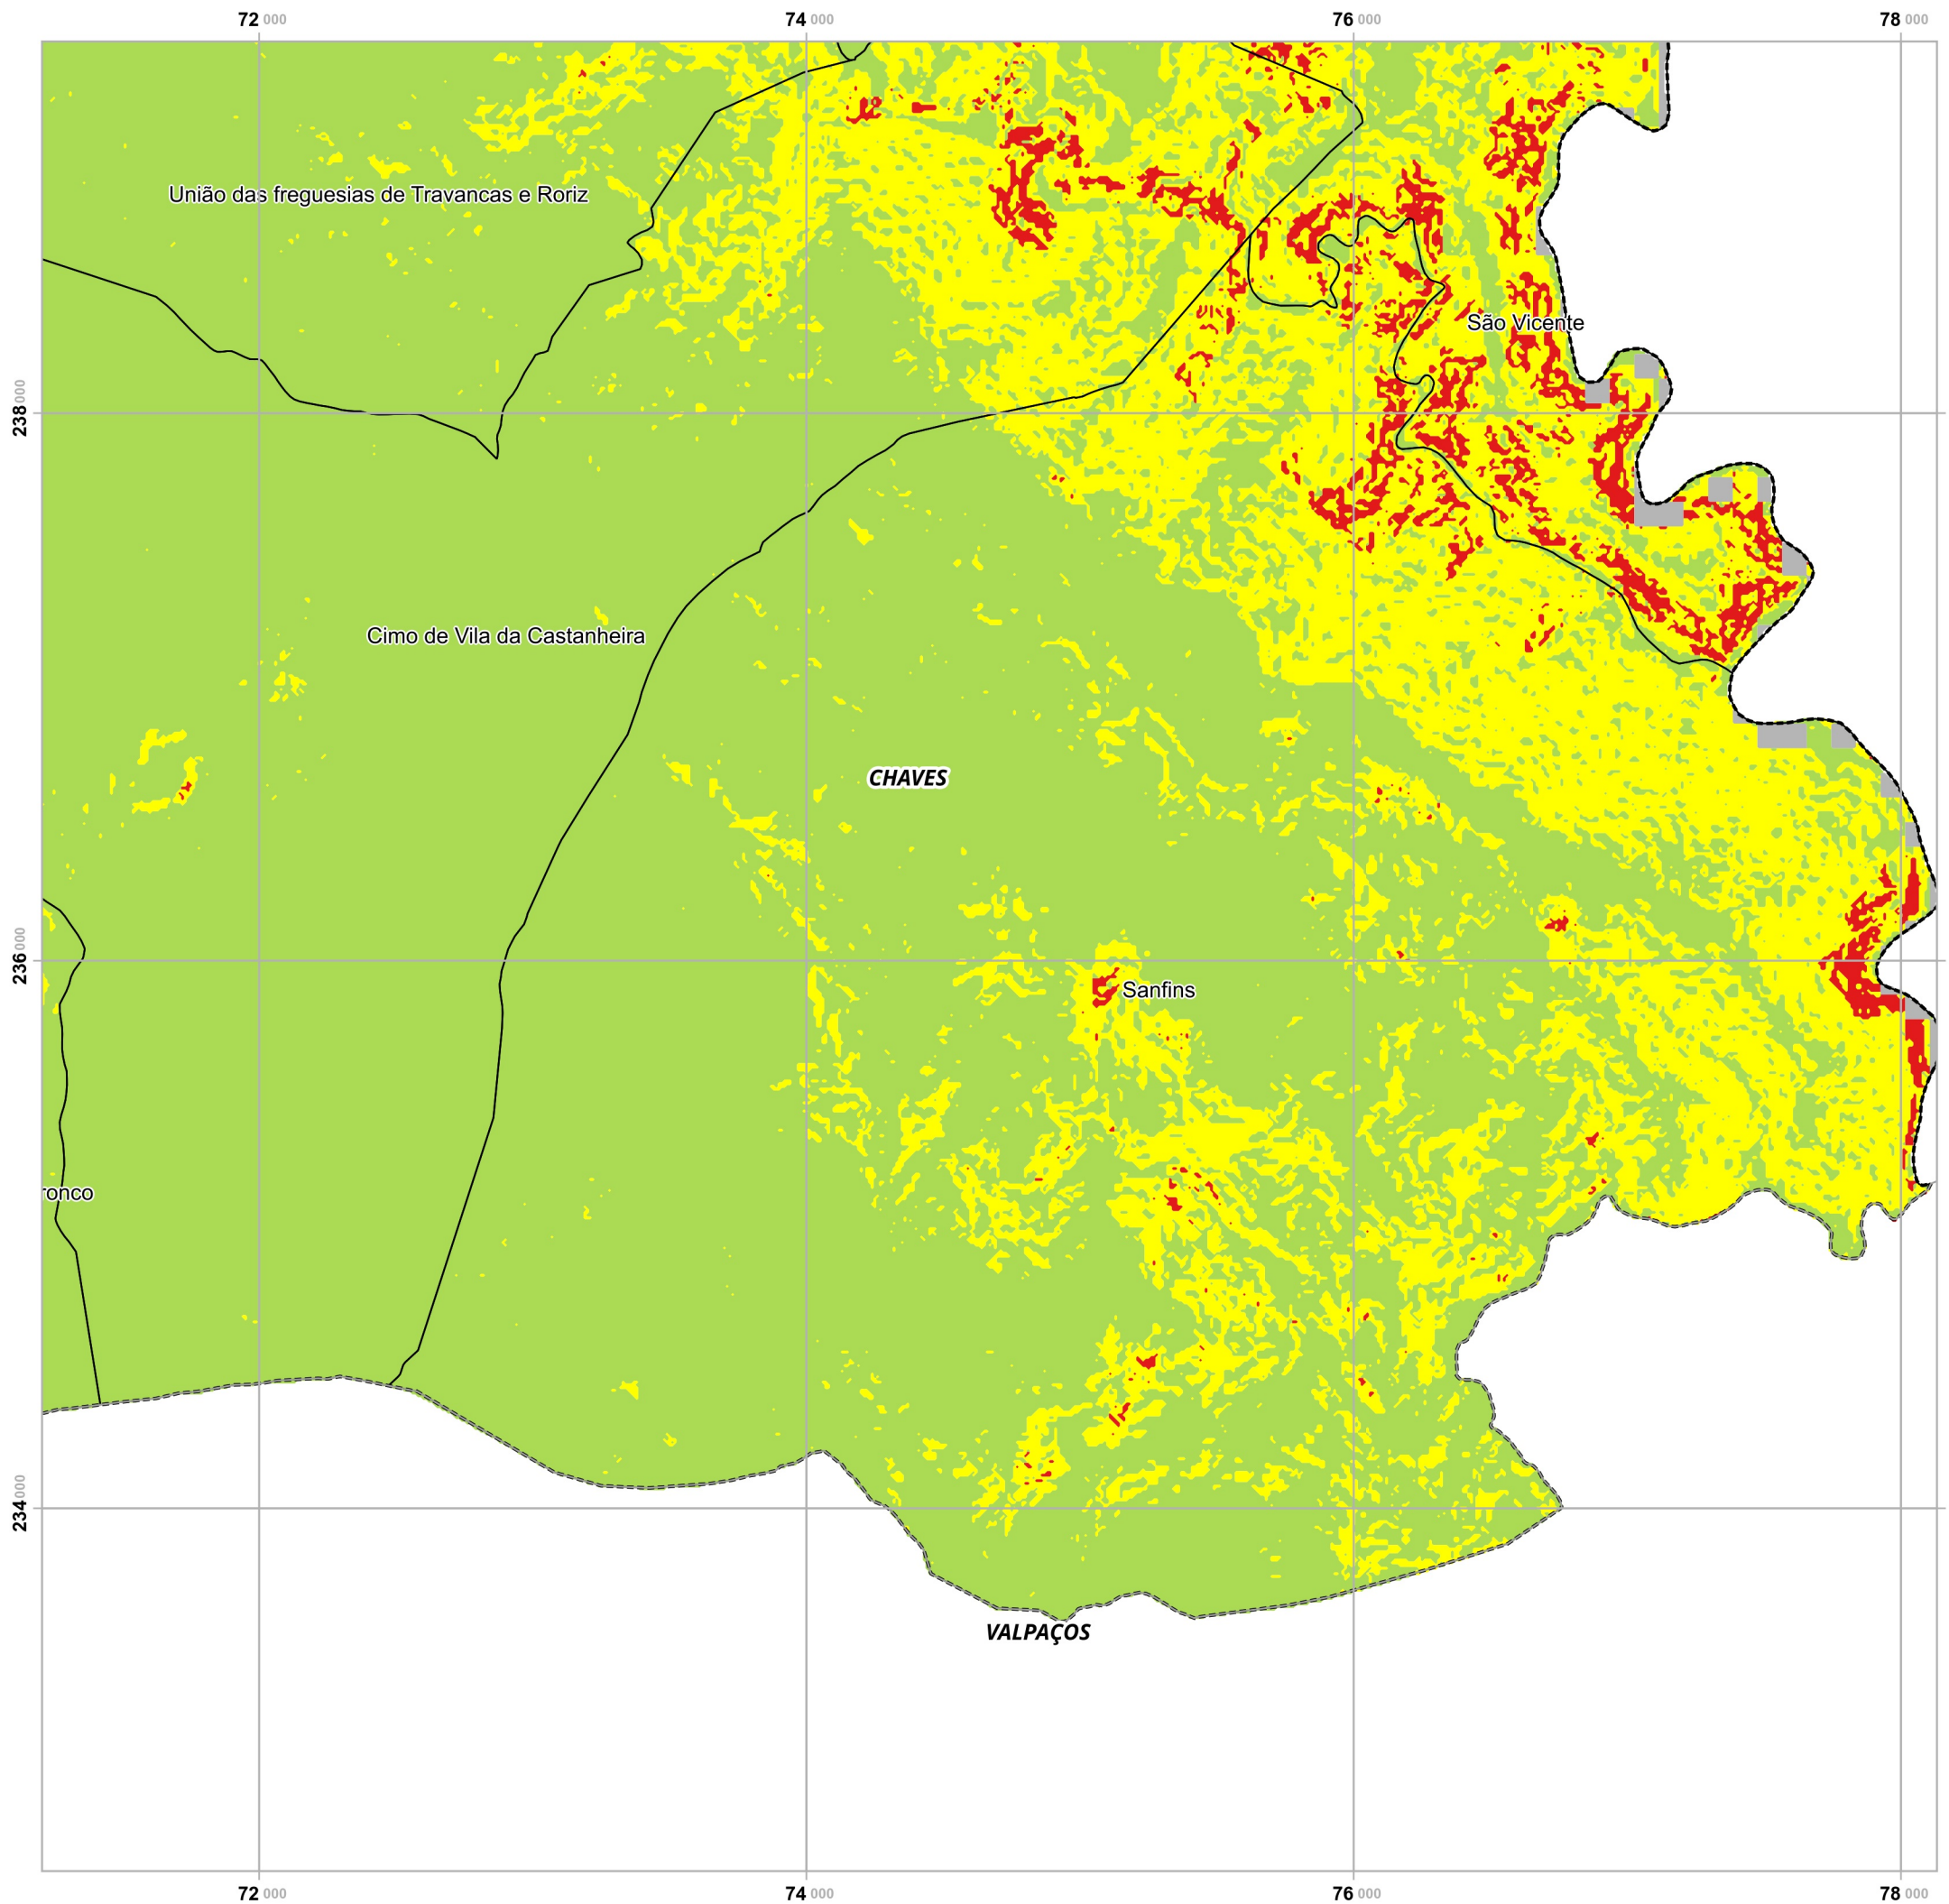 72 000
74 000
76 000
78 000
União das freguesias de Travancas e Roriz
São Vicente
238 000
Cimo de Vila da Castanheira
CHAVES
236 000
Sanfins
ronco
234 000
VALPAÇOS
72 000
74 000
76 000
78 000